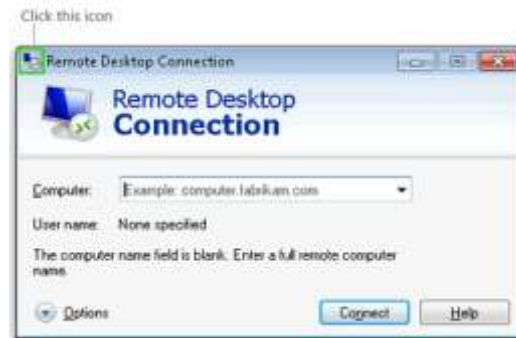 Click this icon
Remote Desktop Connection
Remote Desktop
Connection
Computer:
Example: computer.fabrikam.com
User name:
None specified
The computer name field is blank. Enter a full remote computer
name.
Options
Connect
Help